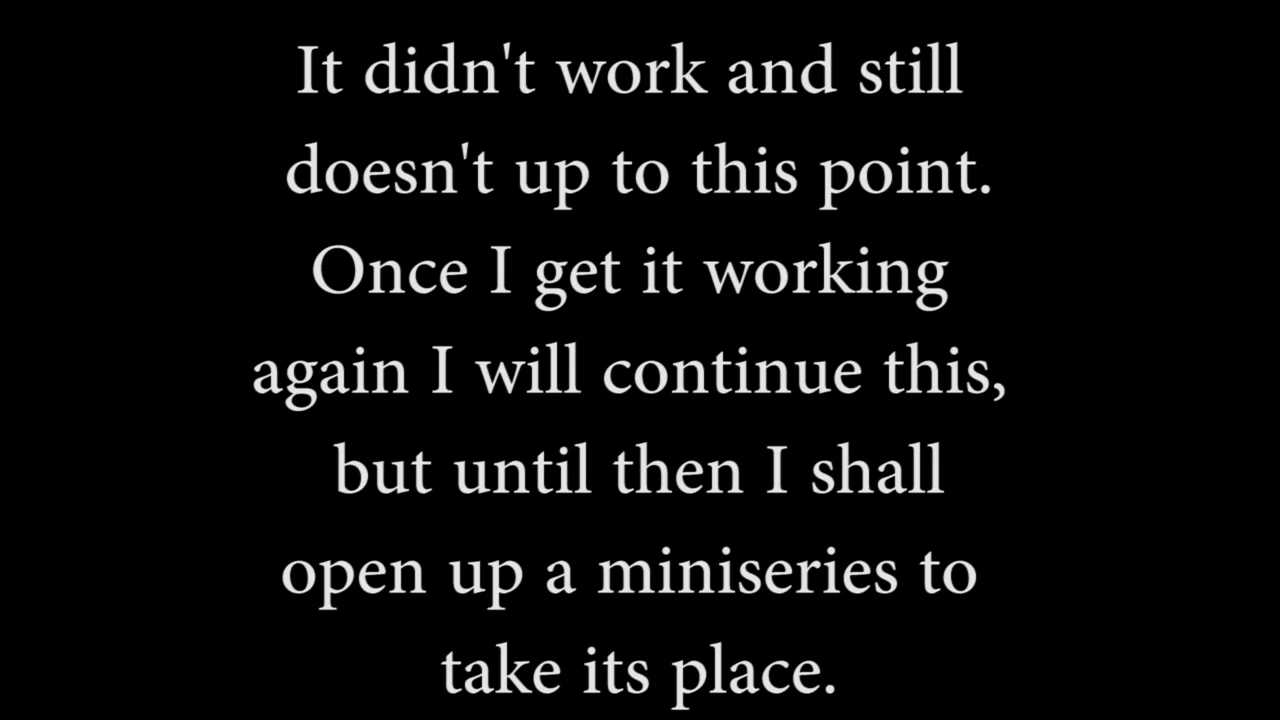 It didn't work and still
doesn't up to this point.
Once I get it working
again I will continue this,
but until then I shall
open up a miniseries to
take its place.